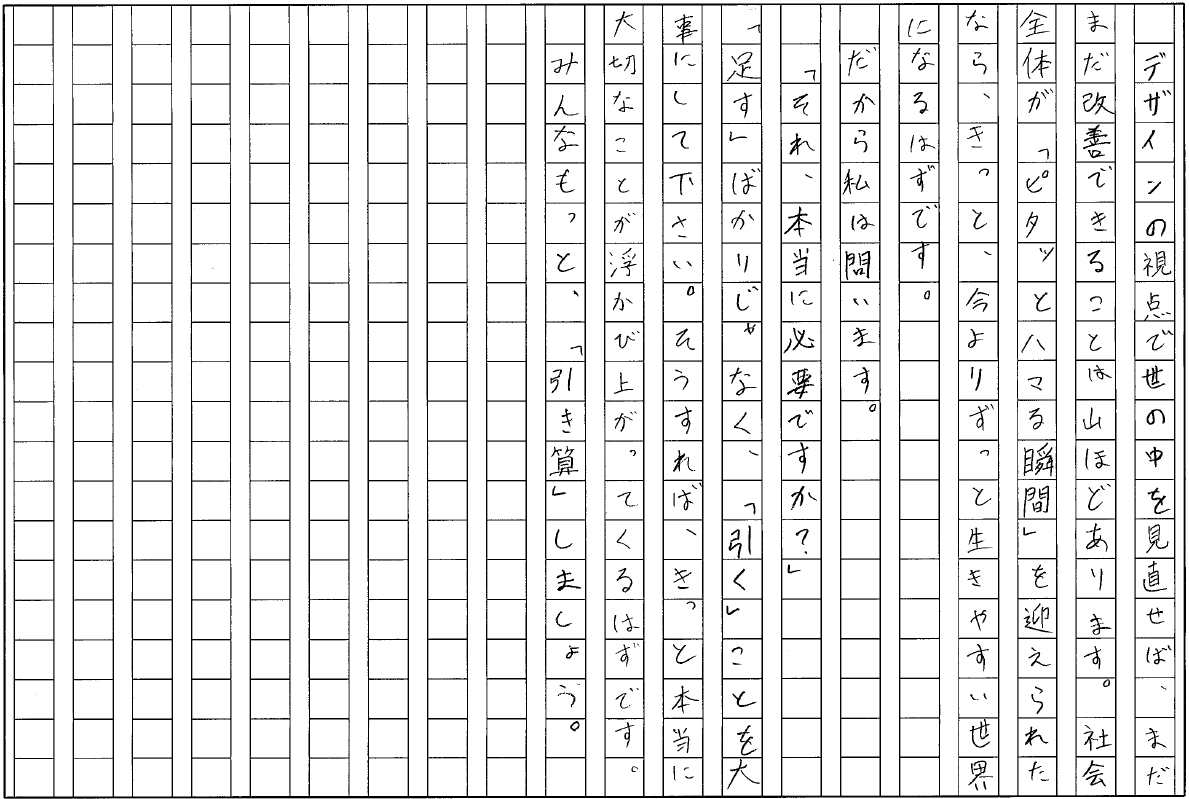 デザインの視点で世の中を見直せば、まだ
まだ改善できることは山ほどあります。社会
全体が「ピタッとハマる瞬間」を迎えられた
なら、きっと、今よりずっと生きやすい世界
になるはずです。
だから私は問います。
「それ、本当に必要ですか？」
「足す」ばかりじゃなく、「引く」ことを大
事にして下さい。そうすれば、きっと本当に
大切なことが浮かび上がってくるはずです。
みんなもっと、「引き算」しましょう。